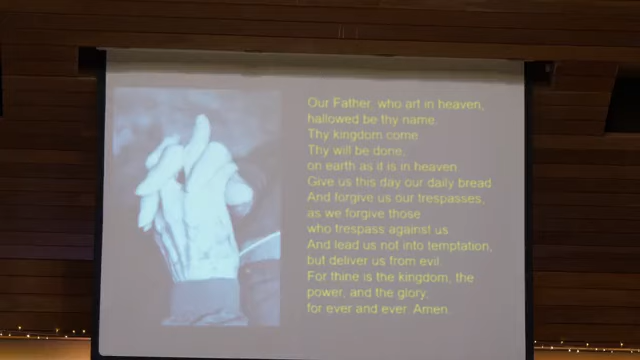 Our Father, who art in heaven,
hallowed be thy name,
Thy kingdom come
Thy will be done,
on earth as it is in heaven
Give us this day our daily bread
And forgive us our trespasses,
as we forgive those
who trespass against us
And lead us not into temptation,
but deliver us from evil.
For thine is the kingdom, the
power, and the glory,
for ever and ever. Amen.